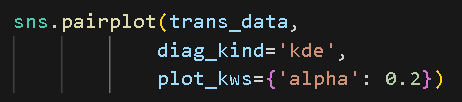 sns.pairplot(trans_data,
diag_kind='kde',
plot_kws={'alpha': 0.2})